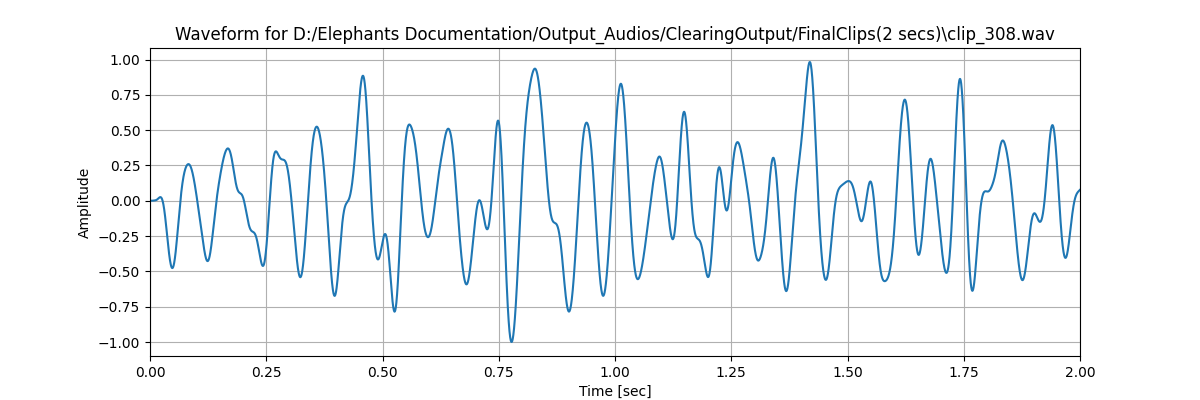 Waveform for D:/Elephants Documentation/Output_Audios/ClearingOutput/FinalClips(2 secs)\clip_308.wav
1.00
0.75
0.50
0.25
0.00
−0.25
−0.50
−0.75
−1.00
Amplitude
0.00 0.25 0.50 0.75 1.00 1.25 1.50 1.75 2.00
Time [sec]